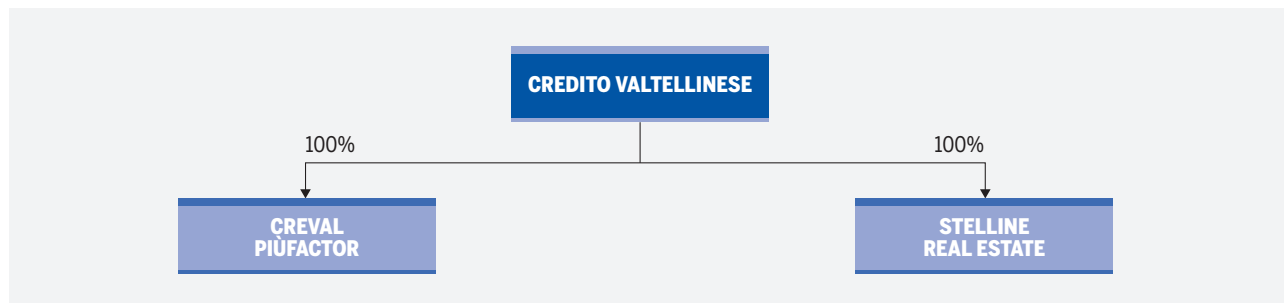 CREDITO VALTELLINESE
100%
100%
CREVAL
PIÙFACTOR
STELLINE
REAL ESTATE